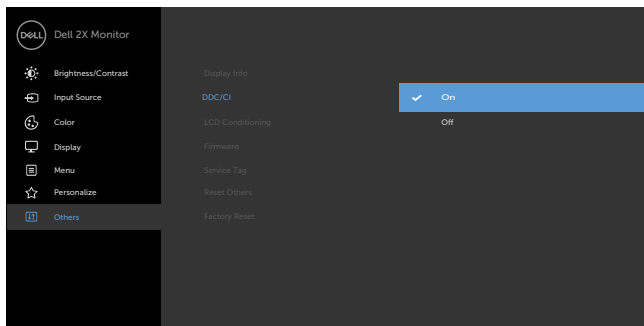 DELL
Dell 2X Monitor
Brightness/Contrast
Input Source
Color
Display
Menu
Personalize
Others
Display Info
DDC/CI
LCD Conditioning
Firmware
Service Tag
Reset Others
Factory Reset
On
Off